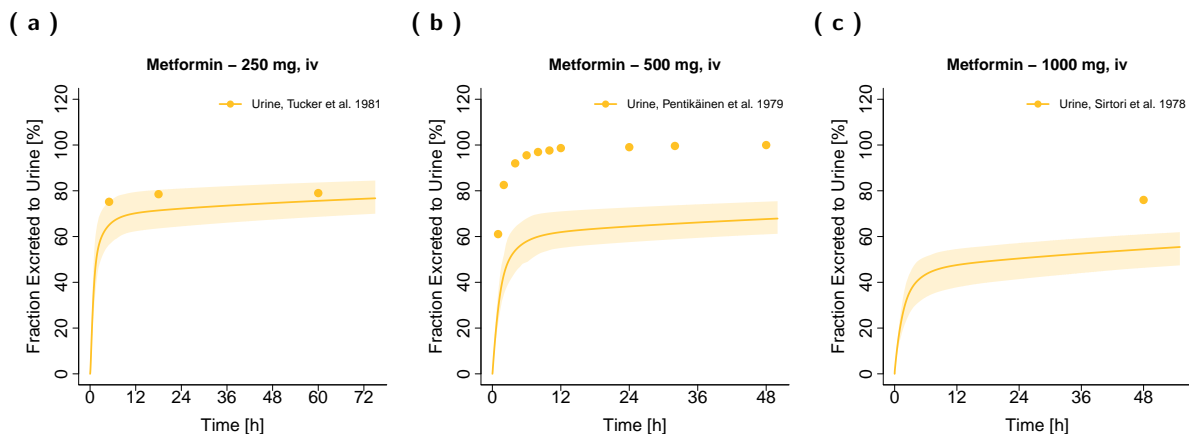 ( a )
Metformin – 250 mg, iv
Urine, Tucker et al. 1981
Fraction Excreted to Urine [%]
120
100
80
60
40
20
0
0 12 24 36 48 60 72
Time [h]
( b )
Metformin – 500 mg, iv
Urine, Pentikäinen et al. 1979
Fraction Excreted to Urine [%]
120
100
80
60
40
20
0
0 12 24 36 48
Time [h]
( c )
Metformin – 1000 mg, iv
Urine, Sirtori et al. 1978
Fraction Excreted to Urine [%]
120
100
80
60
40
20
0
0 12 24 36 48
Time [h]